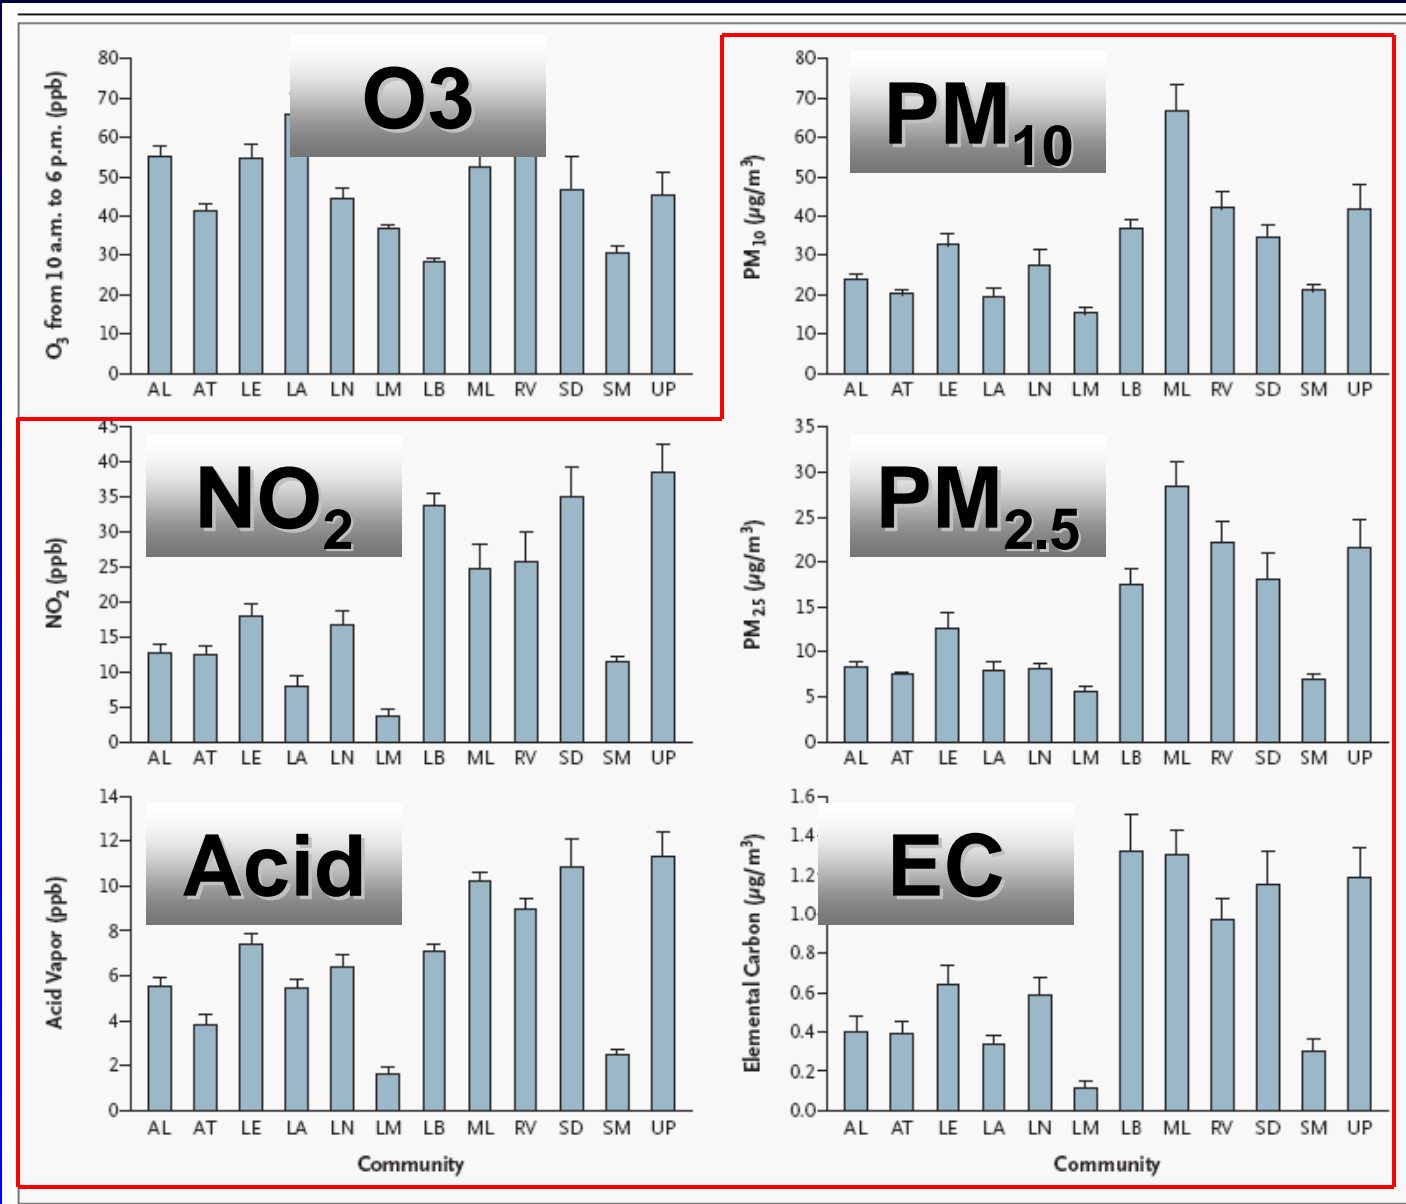 O3
O₃ from 10 a.m. to 6 p.m. (ppb)
80
70
60
50
40
30
20
10
0
AL AT LE LA LN LM LB ML RV SD SM UP
PM₁₀
PM₁₀ (µg/m³)
80
70
60
50
40
30
20
10
0
AL AT LE LA LN LM LB ML RV SD SM UP
NO₂
NO₂ (ppb)
45
40
35
30
25
20
15
10
5
0
AL AT LE LA LN LM LB ML RV SD SM UP
PM₂.₅
PM₂.₅ (µg/m³)
35
30
25
20
15
10
5
0
AL AT LE LA LN LM LB ML RV SD SM UP
Acid
Acid Vapor (ppb)
14
12
10
8
6
4
2
0
AL AT LE LA LN LM LB ML RV SD SM UP
Community
EC
Elemental Carbon (µg/m³)
1.6
1.4
1.2
1.0
0.8
0.6
0.4
0.2
0.0
AL AT LE LA LN LM LB ML RV SD SM UP
Community